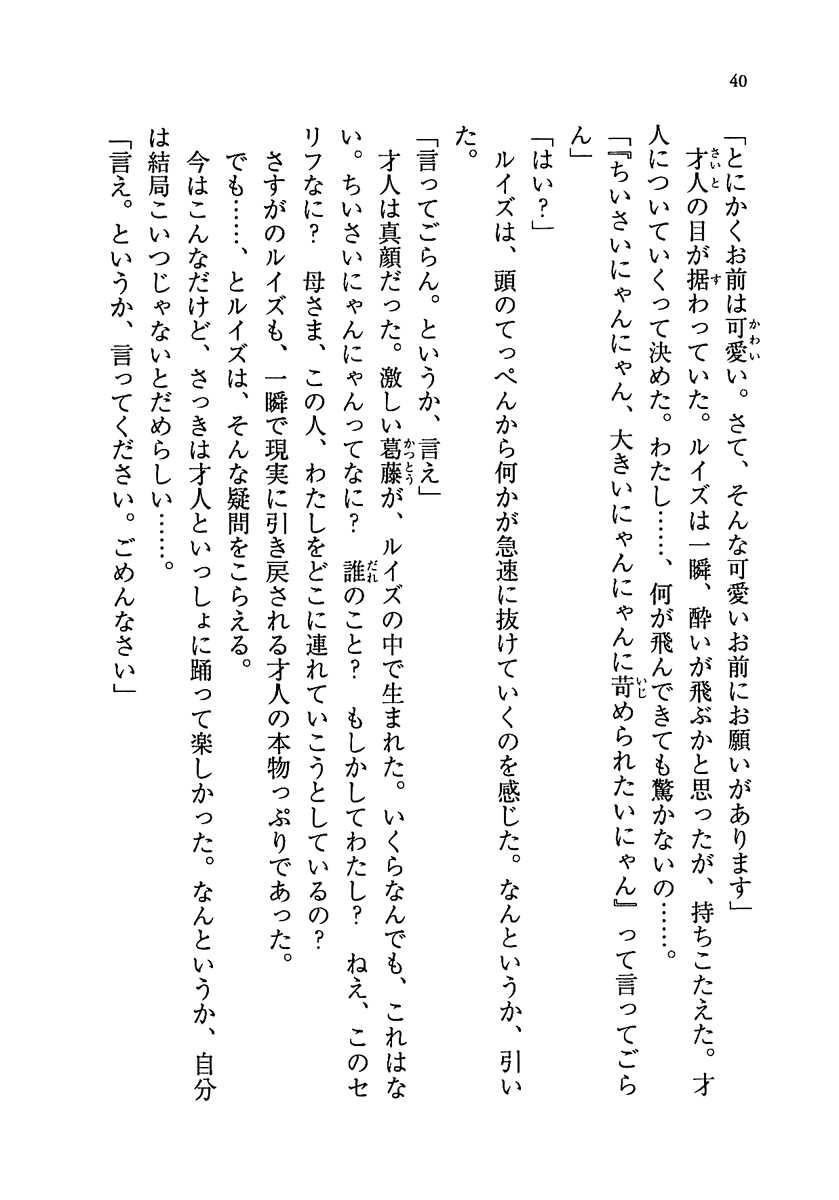 40
「とにかくお前は可愛い。さて、そんな可愛いお前にお願いがあります」
　才人の目が据わっていた。ルイズは一瞬、酔いが飛ぶかと思ったが、持ちこたえた。才
人についていくって決めた。わたし……、何が飛んできても驚かないの……。
「『ちいさいにゃんにゃん、大きいにゃんにゃんに苛められたいにゃん』って言ってごら
ん」
「はい？」
　ルイズは、頭のてっぺんから何かが急速に抜けていくのを感じた。なんというか、引い
た。
「言ってごらん。というか、言え」
　才人は真顔だった。激しい葛藤が、ルイズの中で生まれた。いくらなんでも、これはな
い。ちいさいにゃんにゃんってなに？　誰のこと？　もしかしてわたし？　ねえ、このセ
リフなに？　母さま、この人、わたしをどこに連れていこうとしているの？
　さすがのルイズも、一瞬で現実に引き戻される才人の本物っぷりであった。
　でも……、とルイズは、そんな疑問をこらえる。
　今はこんなだけど、さっきは才人といっしょに踊って楽しかった。なんというか、自分
は結局こいつじゃないとだめらしい……。
「言え。というか、言ってください。ごめんなさい」